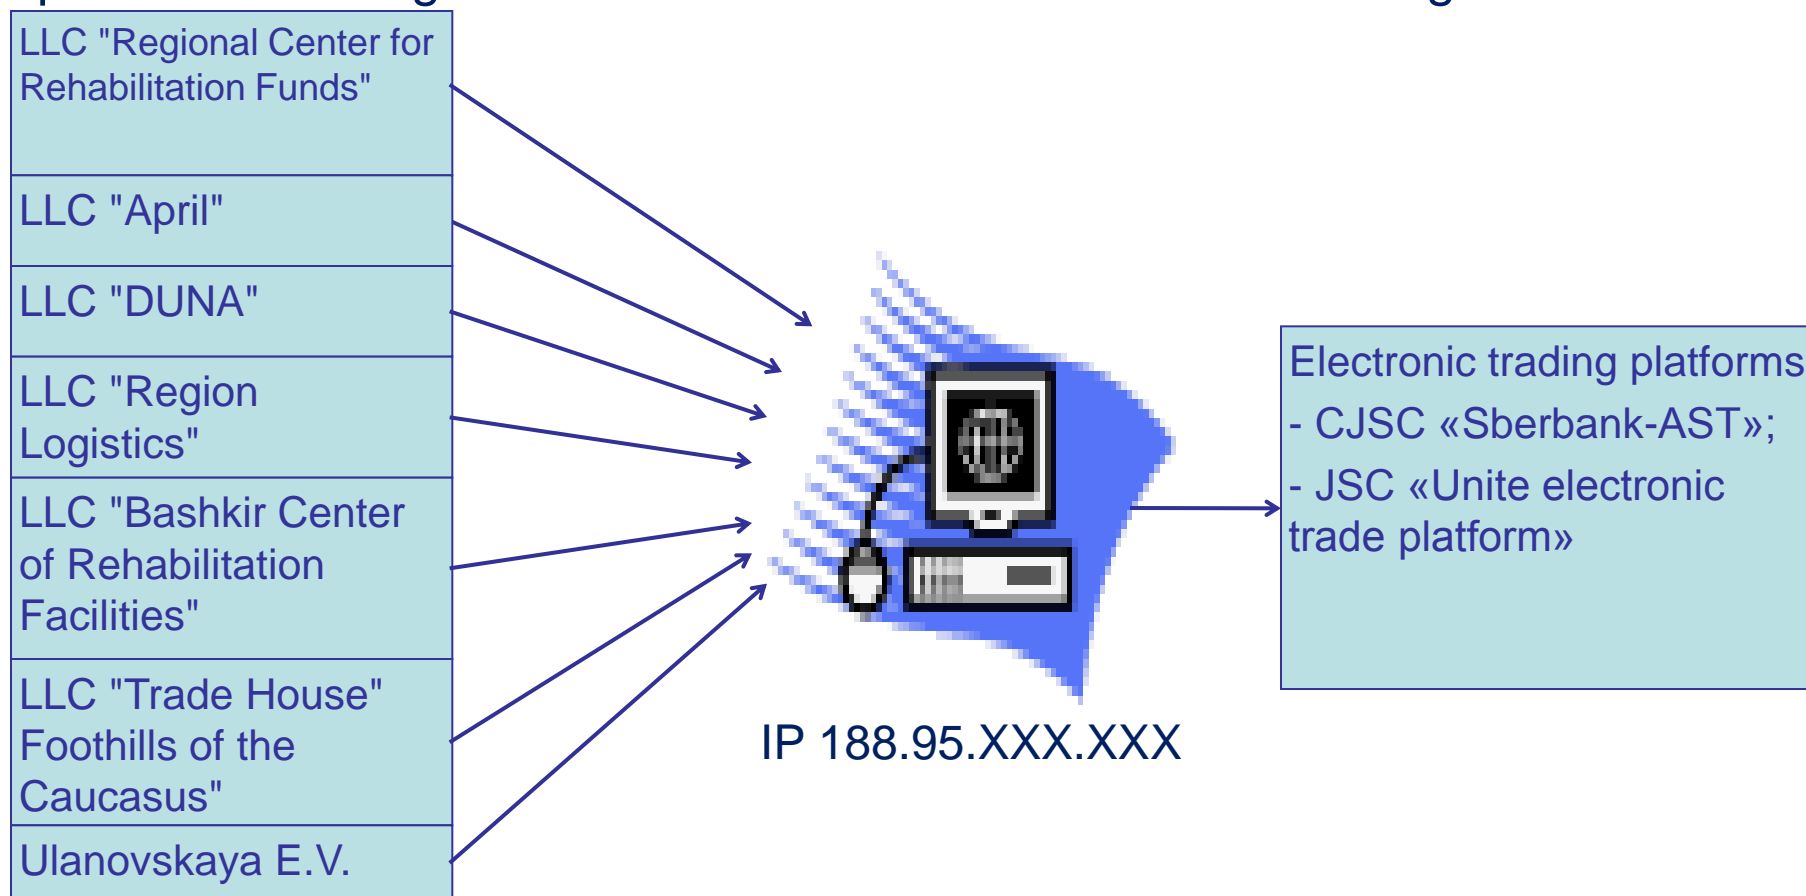 LLC "Regional Center for
Rehabilitation Funds"
LLC "April"
LLC "DUNA"
LLC "Region
Logistics"
LLC "Bashkir Center
of Rehabilitation
Facilities"
LLC "Trade House"
Foothills of the
Caucasus"
Ulanovskaya E.V.
IP 188.95.XXX.XXX
Electronic trading platforms
- CJSC «Sberbank-AST»;
- JSC «Unite electronic
trade platform»